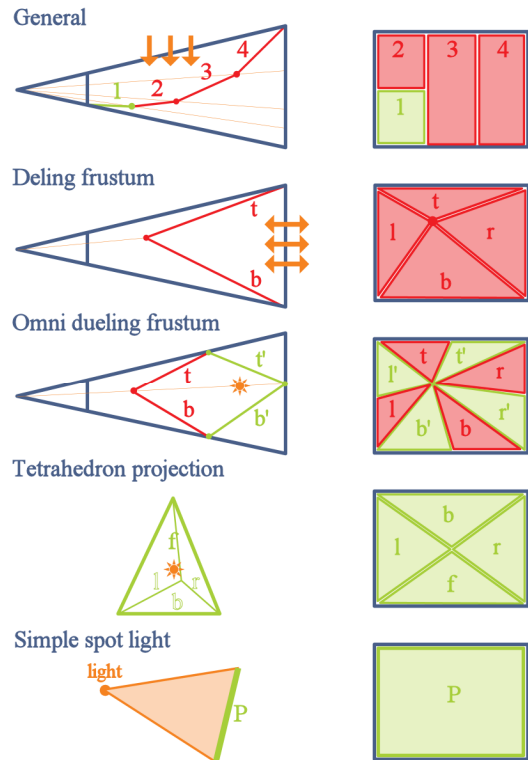 General
4
3
2
1
2 3 4
1
Deling frustum
t
b
t
l r
b
Omni dueling frustum
t t'
b b'
t t'
l' r
l r'
b' b
Tetrahedron projection
f
l r
b
b
l r
f
Simple spot light
light
P
P